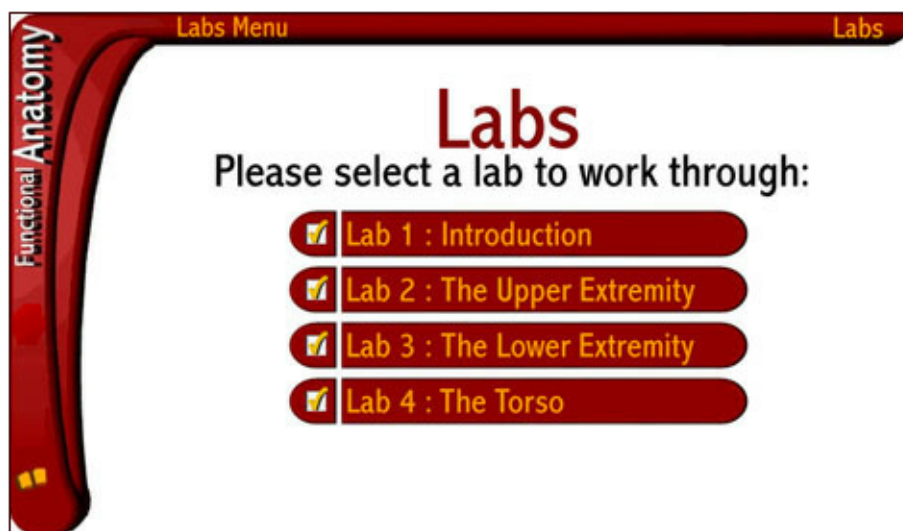 Labs Menu
Labs
Functional Anatomy
Labs
Please select a lab to work through:
Lab 1 : Introduction
Lab 2 : The Upper Extremity
Lab 3 : The Lower Extremity
Lab 4 : The Torso